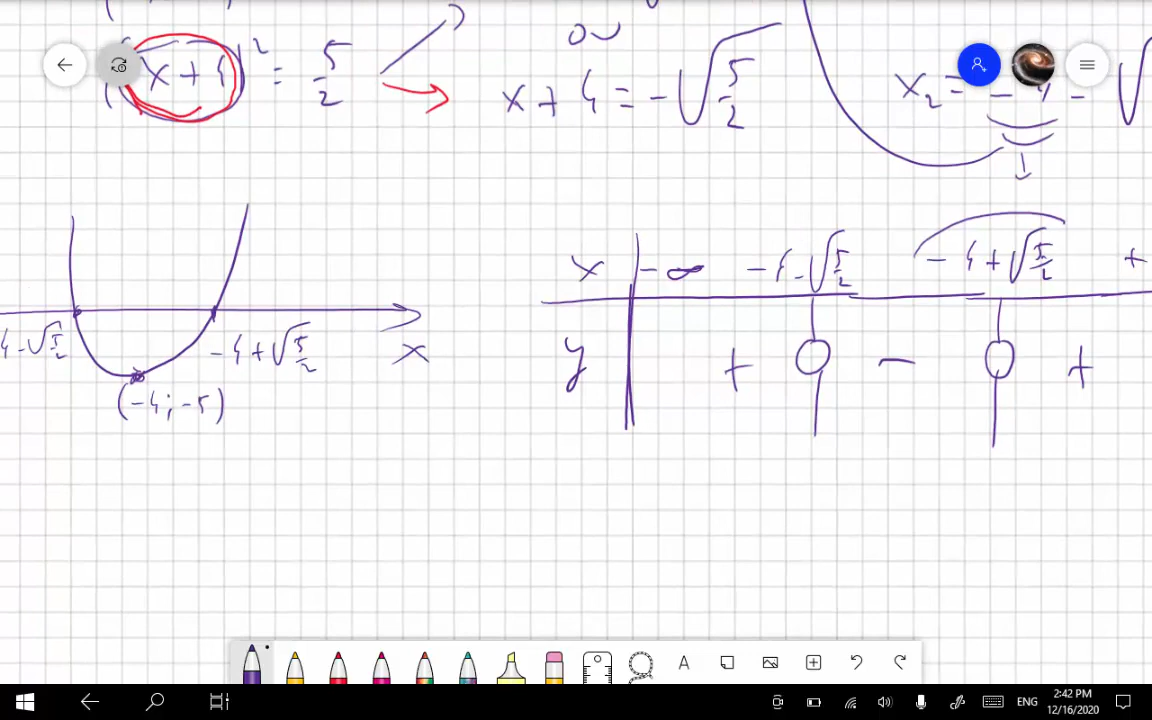 (x + 4)² = 5/2
ou
x + 4 = -√(5/2)
x₂ = -4 - √
x -∞ -4-√(5/2) -4+√(5/2) +
y + 0 - 0 +
4-√(5/2)
-4+√(5/2)
x
(-4; -5)
A
ENG
2:42 PM
12/16/2020